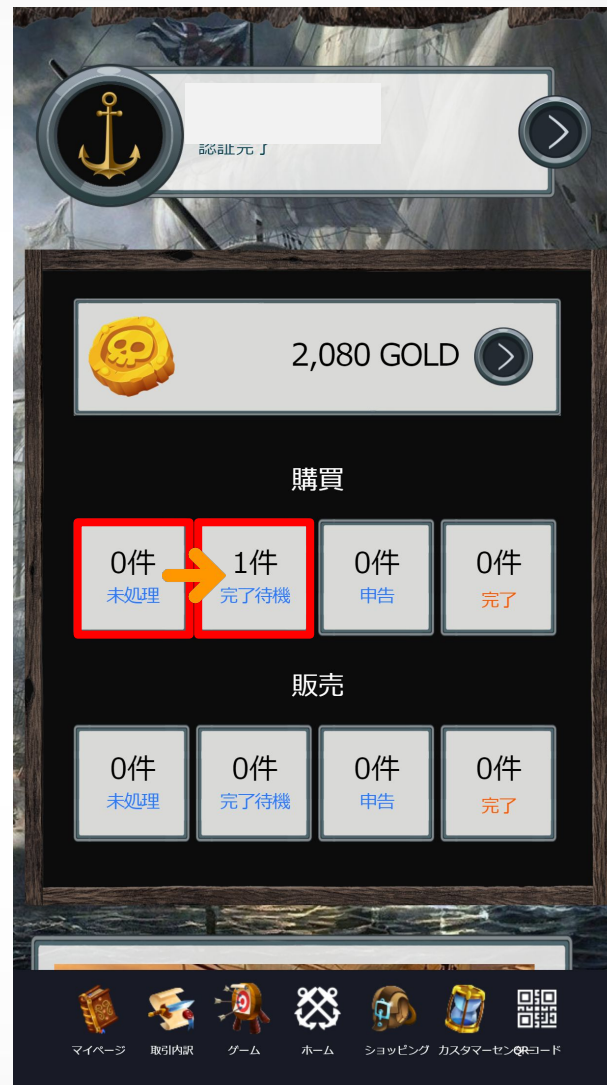 認証完了
2,080 GOLD
購買
0件 1件 0件 0件
未処理 完了待機 申告 完了
販売
0件 0件 0件 0件
未処理 完了待機 申告 完了
マイページ 取引内訳 ゲーム ホーム ショッピング カスタマーセン QRコード